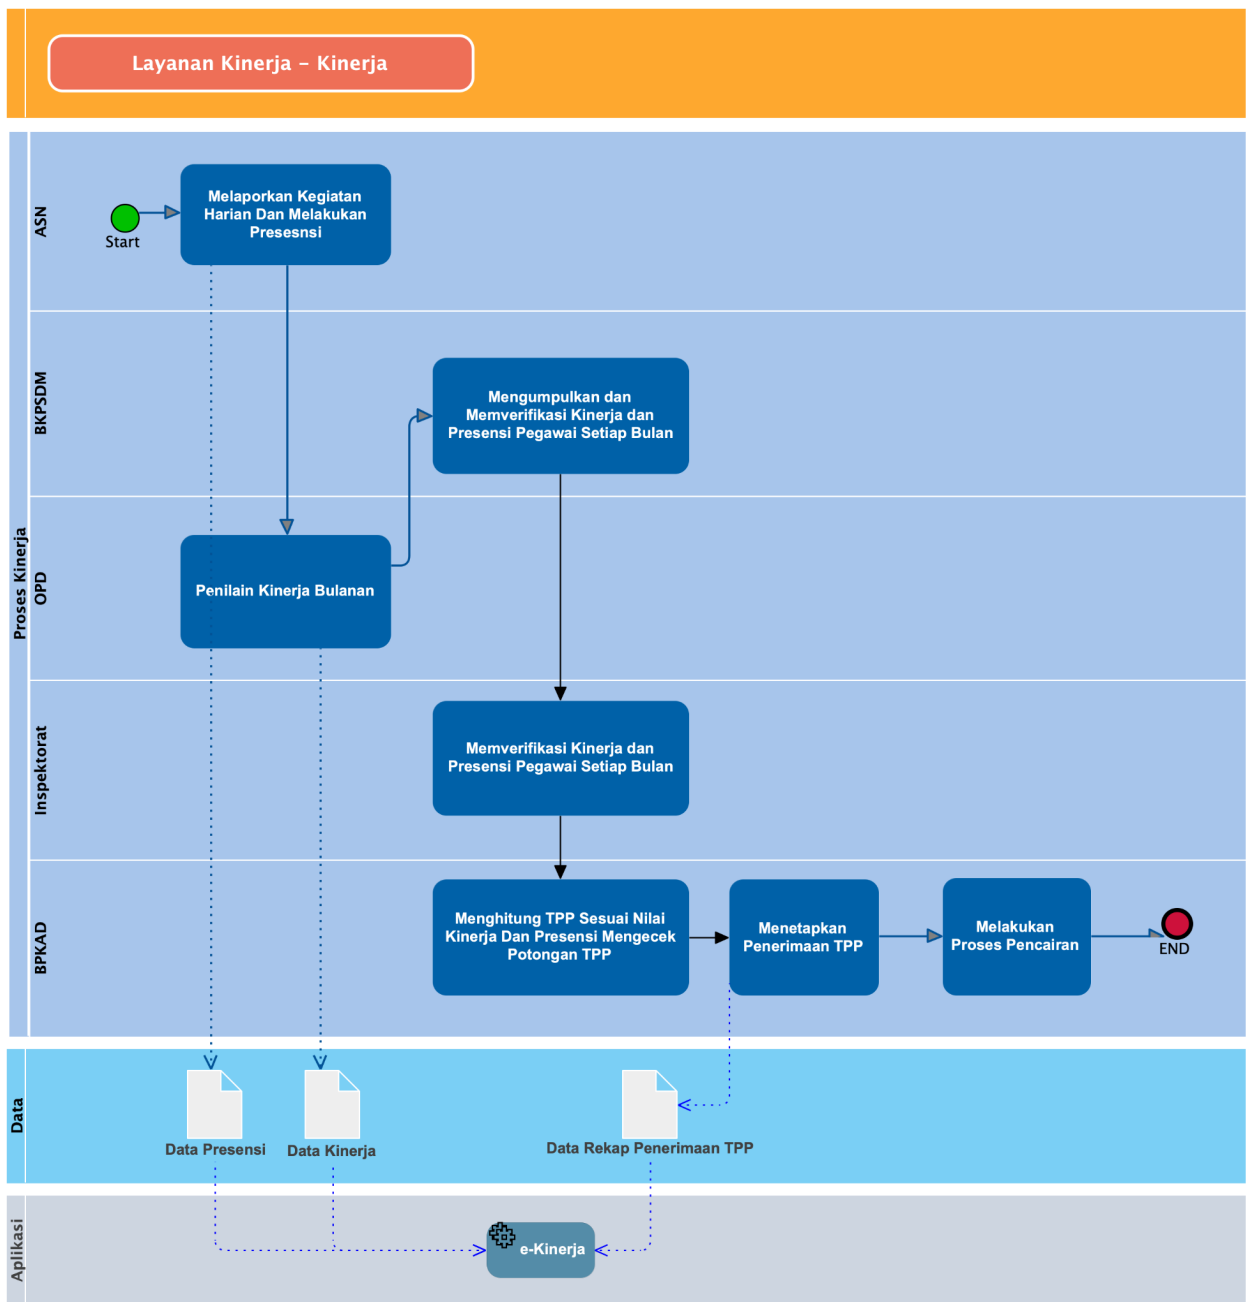 Layanan Kinerja – Kinerja
Proses Kinerja
ASN
Start
Melaporkan Kegiatan
Harian Dan Melakukan
Presesnsi
BKPSDM
Mengumpulkan dan
Memverifikasi Kinerja dan
Presensi Pegawai Setiap Bulan
OPD
Penilain Kinerja Bulanan
Inspektorat
Memverifikasi Kinerja dan
Presensi Pegawai Setiap Bulan
BPKAD
Menghitung TPP Sesuai Nilai
Kinerja Dan Presensi Mengecek
Potongan TPP
Menetapkan
Penerimaan TPP
Melakukan
Proses Pencairan
END
Data
Data Presensi
Data Kinerja
Data Rekap Penerimaan TPP
Aplikasi
e-Kinerja